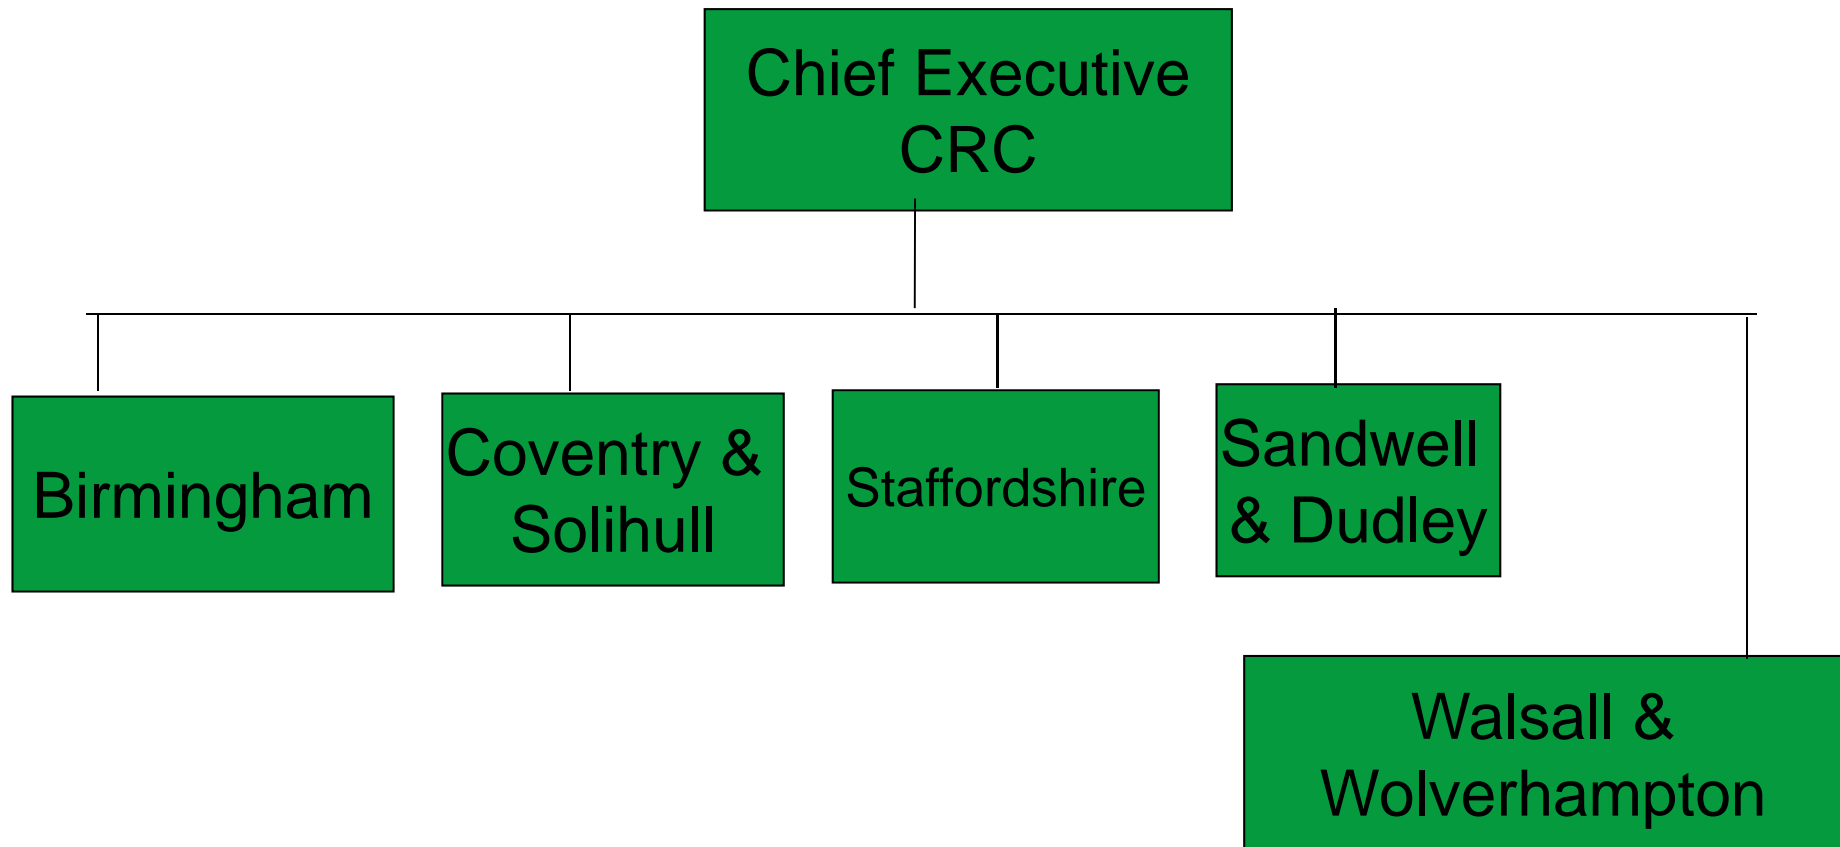 Chief Executive
CRC
Birmingham
Coventry &
Solihull
Staffordshire
Sandwell
& Dudley
Walsall &
Wolverhampton